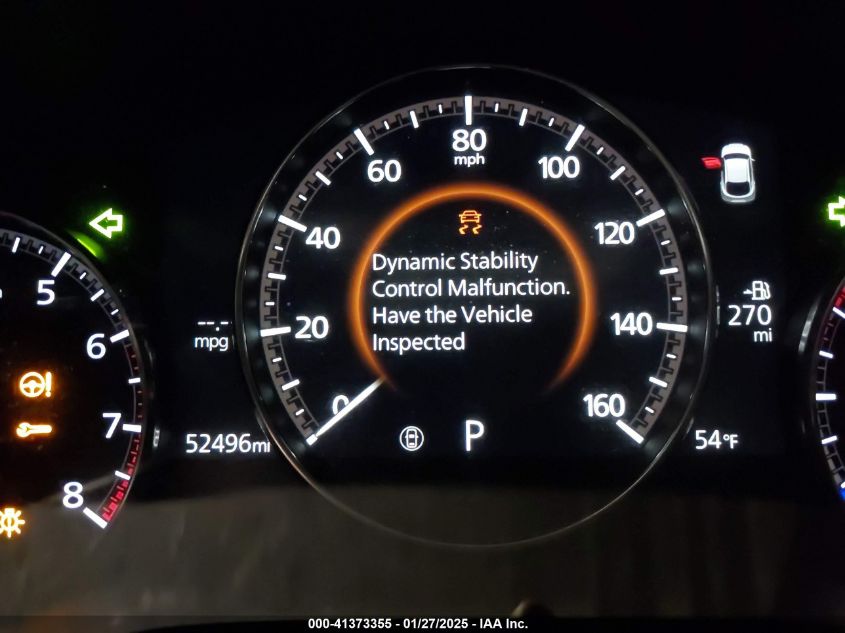 80
mph
60
100
40
120
5
Dynamic Stability
Control Malfunction.
Have the Vehicle
Inspected
--.-
mpg
20
140
270
mi
6
0
160
7
P
52496mi
54°F
8
000-41373355 - 01/27/2025 - IAA Inc.